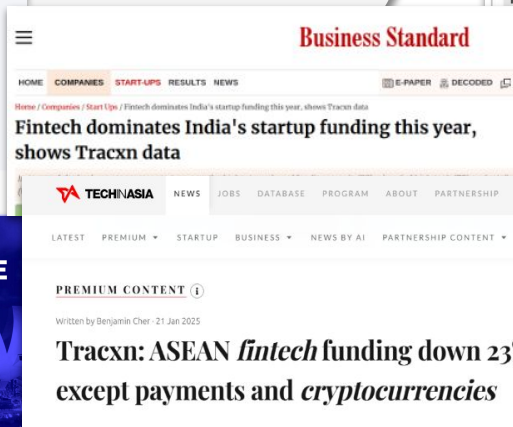 Business Standard
HOME COMPANIES START-UPS RESULTS NEWS E-PAPER DECODED
Home / Companies / Start Ups / Fintech dominates India's startup funding this year, shows Tracxn data
Fintech dominates India's startup funding this year,
shows Tracxn data
TECHINASIA NEWS JOBS DATABASE PROGRAM ABOUT PARTNERSHIP
LATEST PREMIUM STARTUP BUSINESS NEWS BY AI PARTNERSHIP CONTENT
PREMIUM CONTENT i
Written by Benjamin Cher · 21 Jan 2025
Tracxn: ASEAN fintech funding down 23
except payments and cryptocurrencies